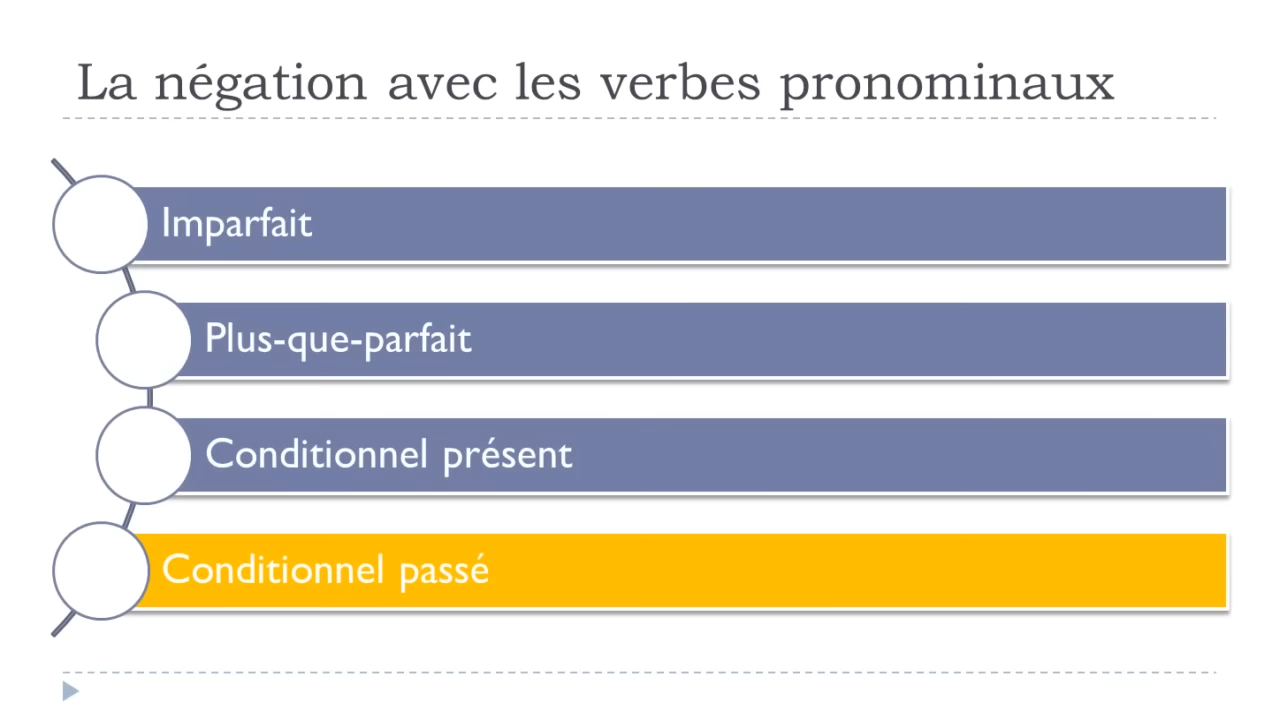 La négation avec les verbes pronominaux
Imparfait
Plus-que-parfait
Conditionnel présent
Conditionnel passé